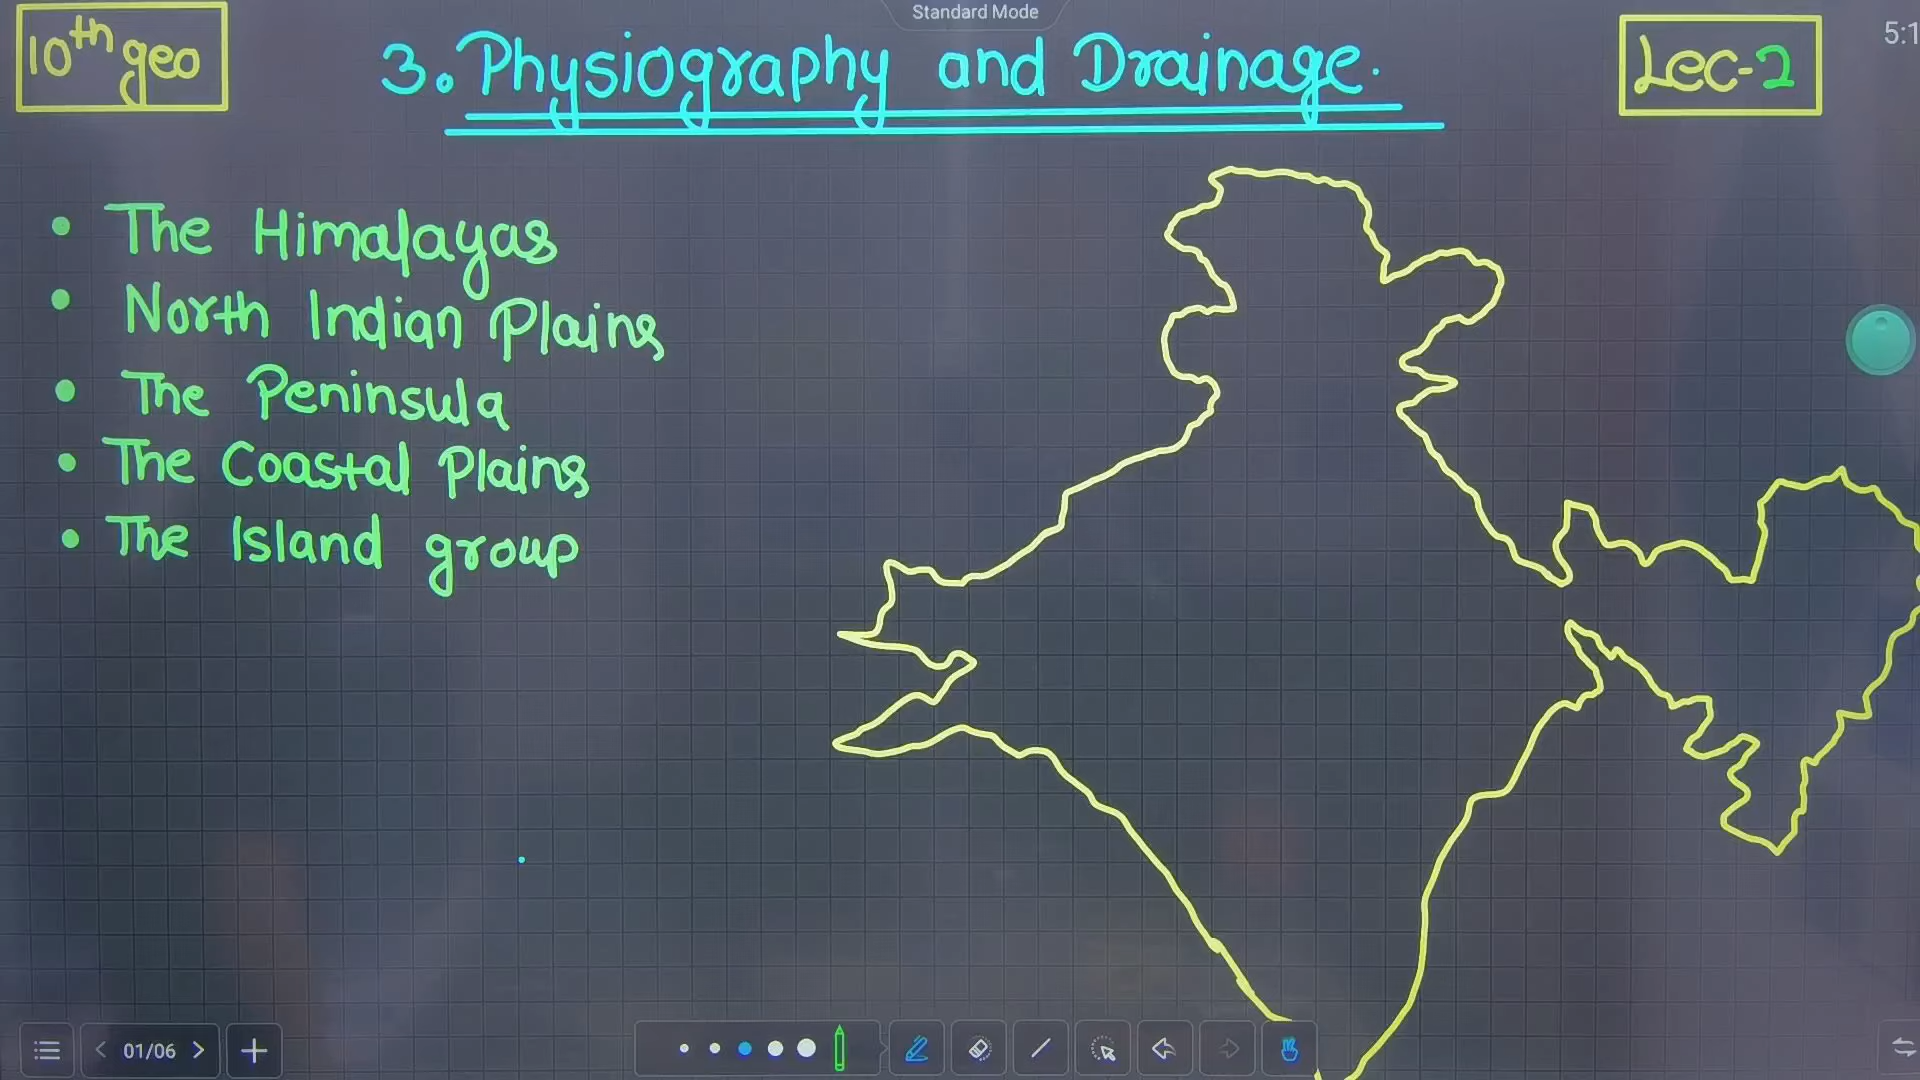 Standard Mode
10th geo
3. Physiography and Drainage.
Lec-2
5:1
• The Himalayas
• North Indian Plains
• The Peninsula
• The Coastal Plains
• The Island group
01/06